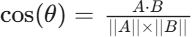 cos(θ) = A·B / ||A||×||B||